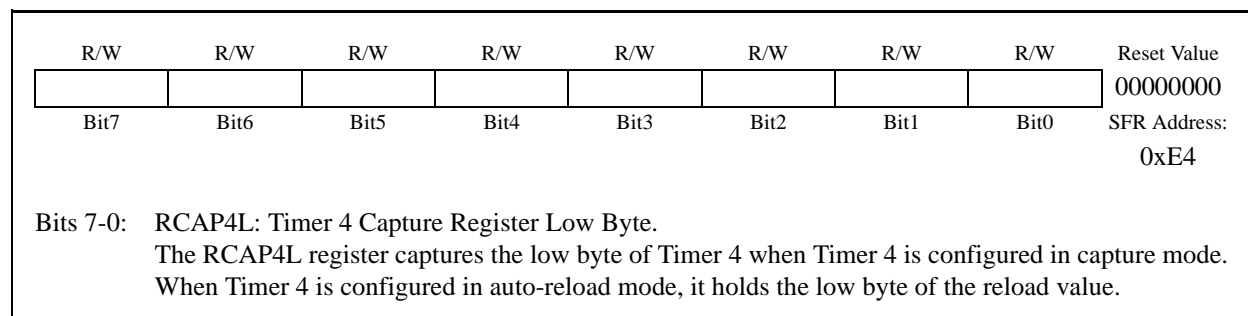 R/W R/W R/W R/W R/W R/W R/W R/W Reset Value
00000000
Bit7 Bit6 Bit5 Bit4 Bit3 Bit2 Bit1 Bit0 SFR Address:
0xE4
Bits 7-0: RCAP4L: Timer 4 Capture Register Low Byte.
The RCAP4L register captures the low byte of Timer 4 when Timer 4 is configured in capture mode.
When Timer 4 is configured in auto-reload mode, it holds the low byte of the reload value.